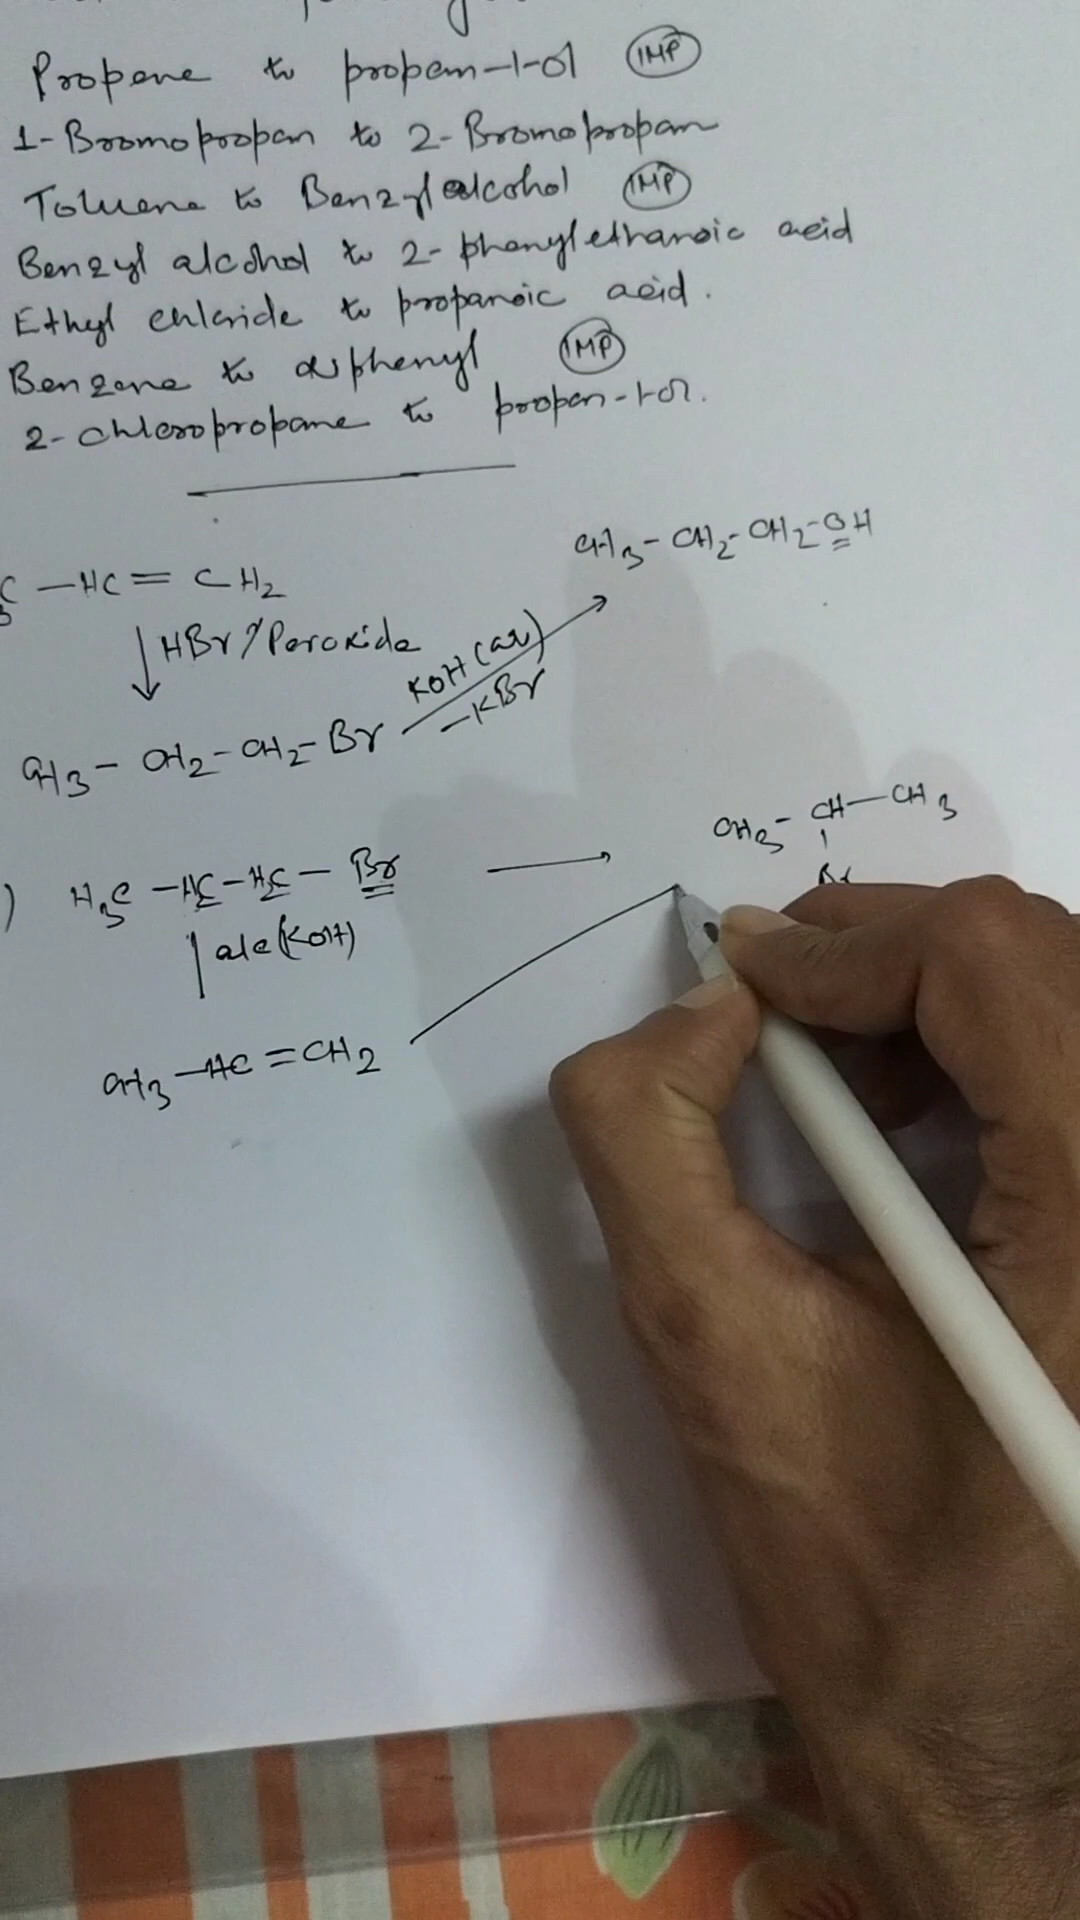 Propene to propan-1-ol (IMP)
1-Bromopropan to 2-Bromopropan
Toluene to Benzyl alcohol (IMP)
Benzyl alcohol to 2-phenylethanoic acid
Ethyl chloride to propanoic acid.
Benzene to diphenyl (IMP)
2-chloropropane to propan-1-ol.
CH3-CH2-CH2-OH
3C-HC=CH2
HBr/Peroxide
KOH(aq)
-KBr
CH3-CH2-CH2-Br
CH3-CH-CH3
Br
) H3C-H2C-H2C-Br
alc(KOH)
CH3-HC=CH2